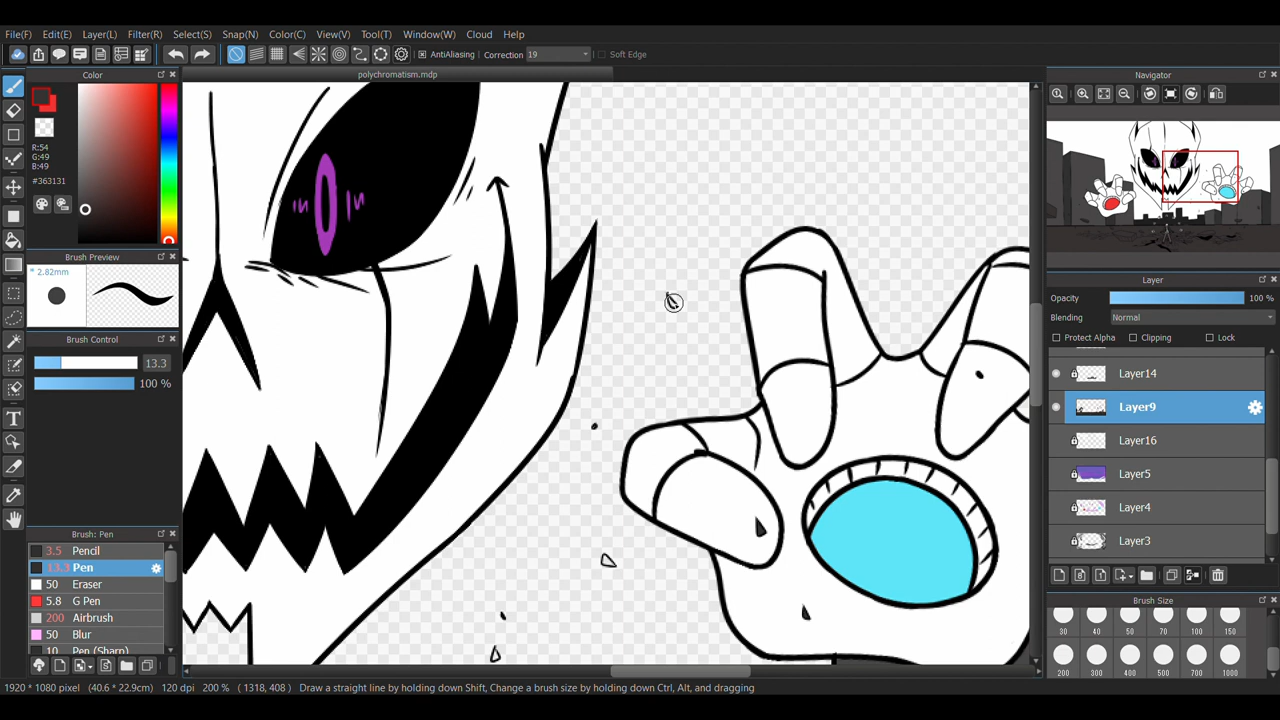 File(F) Edit(E) Layer(L) Filter(R) Select(S) Snap(N) Color(C) View(V) Tool(T) Window(W) Cloud Help
AntiAliasing Correction 19 Soft Edge
Color
polychromatism.mdp
Navigator
R:54
G:49
B:49
#363131
Brush Preview
* 2.82mm
Brush Control
13.3
100 %
Brush: Pen
3.5 Pencil
13.3 Pen
50 Eraser
5.8 G Pen
200 Airbrush
50 Blur
10 Pen (Sharp)
Layer
Opacity 100 %
Blending Normal
Protect Alpha Clipping Lock
Layer14
Layer9
Layer16
Layer5
Layer4
Layer3
Brush Size
30 40 50 70 100 150
200 300 400 500 700 1000
1920 * 1080 pixel (40.6 * 22.9cm) 120 dpi 200 % ( 1318, 408 ) Draw a straight line by holding down Shift, Change a brush size by holding down Ctrl, Alt, and dragging